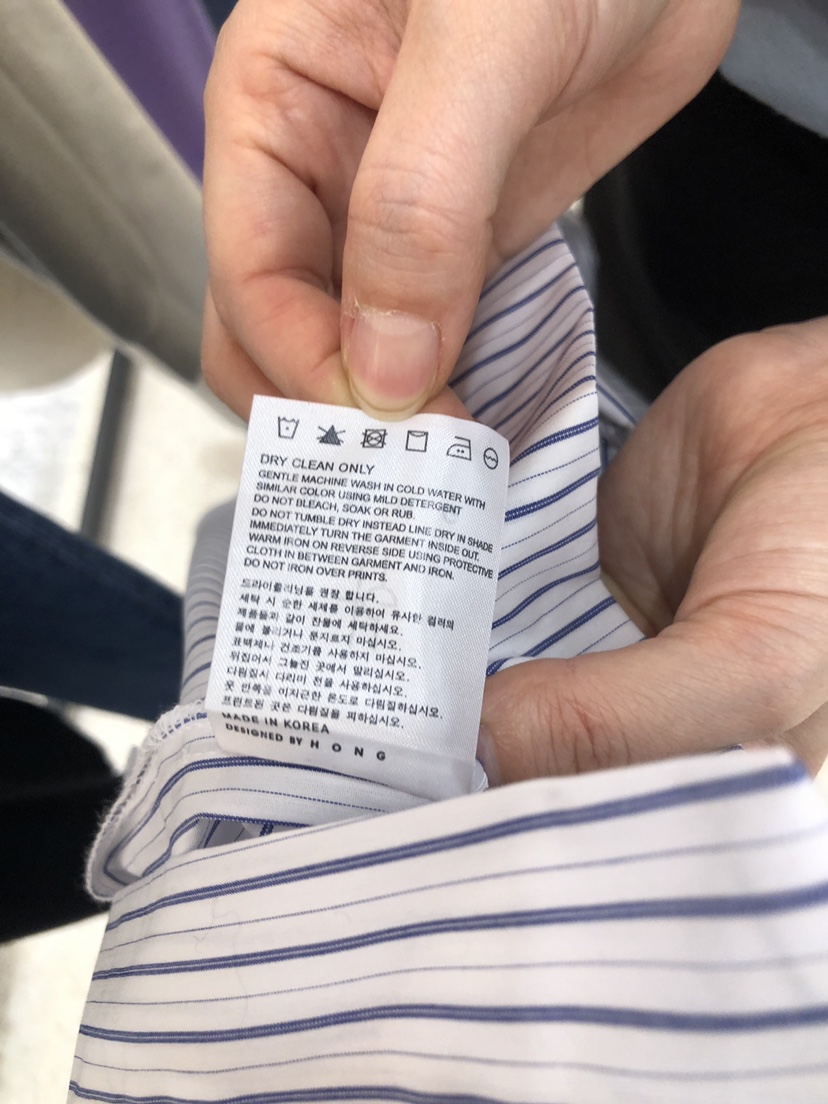 DRY CLEAN ONLY
GENTLE MACHINE WASH IN COLD WATER WITH
SIMILAR COLOR USING MILD DETERGENT
DO NOT BLEACH, SOAK OR RUB.
DO NOT TUMBLE DRY INSTEAD LINE DRY IN SHADE
IMMEDIATELY TURN THE GARMENT INSIDE OUT.
WARM IRON ON REVERSE SIDE USING PROTECTIVE
CLOTH IN BETWEEN GARMENT AND IRON.
DO NOT IRON OVER PRINTS.
드라이클리닝을 권장 합니다.
세탁 시 순한 세제를 이용하여 유사한 컬러의
제품들과 같이 찬물에 세탁하세요.
물에 불리거나 문지르지 마십시오.
표백제나 건조기를 사용하지 마십시오.
뒤집어서 그늘진 곳에서 말리십시오.
다림질시 다리미 천을 사용하십시오.
옷 안쪽을 미지근한 온도로 다림질하십시오.
프린트된 곳은 다림질을 피하십시오.
MADE IN KOREA
DESIGNED BY H O N G